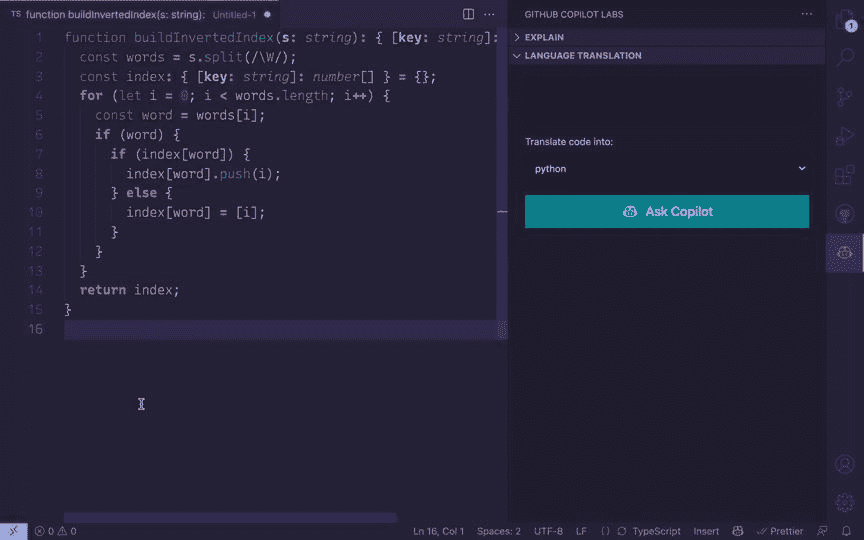 TS function buildInvertedIndex(s: string): Untitled-1
1 function buildInvertedIndex(s: string): { [key: string]:
2 const words = s.split(/\W/);
3 const index: { [key: string]: number[] } = {};
4 for (let i = 0; i < words.length; i++) {
5 const word = words[i];
6 if (word) {
7 if (index[word]) {
8 index[word].push(i);
9 } else {
10 index[word] = [i];
11 }
12 }
13 }
14 return index;
15 }
16
GITHUB COPILOT LABS
EXPLAIN
LANGUAGE TRANSLATION
Translate code into:
python
Ask Copilot
1
0 0
Ln 16, Col 1 Spaces: 2 UTF-8 LF {} TypeScript Insert Prettier